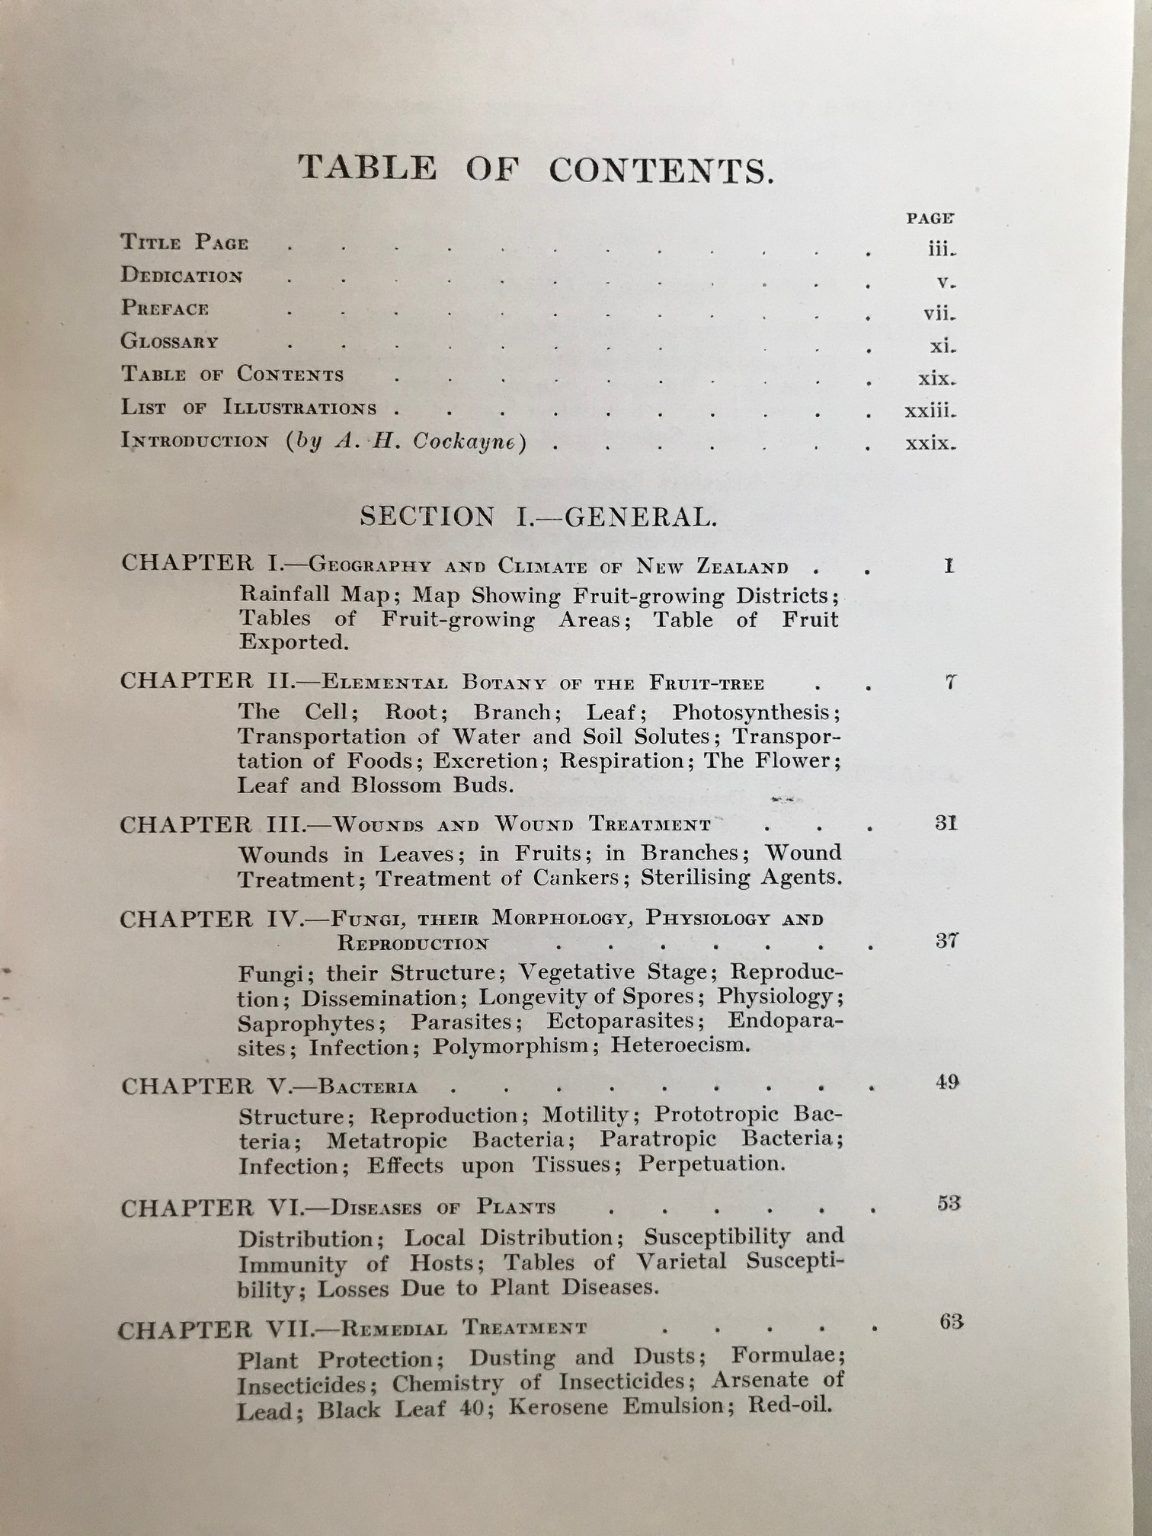 TABLE OF CONTENTS.
PAGE
TITLE PAGE . . . . . . . . . . . . iii.
DEDICATION . . . . . . . . . . . . v.
PREFACE . . . . . . . . . . . . vii.
GLOSSARY . . . . . . . . . . . xi.
TABLE OF CONTENTS . . . . . . . . . . xix.
LIST OF ILLUSTRATIONS . . . . . . . . . . xxiii.
INTRODUCTION (by A. H. Cockayne) . . . . . . . xxix.
SECTION I.—GENERAL.
CHAPTER I.—GEOGRAPHY AND CLIMATE OF NEW ZEALAND . . 1
Rainfall Map; Map Showing Fruit-growing Districts;
Tables of Fruit-growing Areas; Table of Fruit
Exported.
CHAPTER II.—ELEMENTAL BOTANY OF THE FRUIT-TREE . . 7
The Cell; Root; Branch; Leaf; Photosynthesis;
Transportation of Water and Soil Solutes; Transpor-
tation of Foods; Excretion; Respiration; The Flower;
Leaf and Blossom Buds.
CHAPTER III.—WOUNDS AND WOUND TREATMENT . . . 31
Wounds in Leaves; in Fruits; in Branches; Wound
Treatment; Treatment of Cankers; Sterilising Agents.
CHAPTER IV.—FUNGI, THEIR MORPHOLOGY, PHYSIOLOGY AND
REPRODUCTION . . . . . . . 37
Fungi; their Structure; Vegetative Stage; Reproduc-
tion; Dissemination; Longevity of Spores; Physiology;
Saprophytes; Parasites; Ectoparasites; Endopara-
sites; Infection; Polymorphism; Heteroecism.
CHAPTER V.—BACTERIA . . . . . . . . . 49
Structure; Reproduction; Motility; Prototropic Bac-
teria; Metatropic Bacteria; Paratropic Bacteria;
Infection; Effects upon Tissues; Perpetuation.
CHAPTER VI.—DISEASES OF PLANTS . . . . . . 53
Distribution; Local Distribution; Susceptibility and
Immunity of Hosts; Tables of Varietal Suscepti-
bility; Losses Due to Plant Diseases.
CHAPTER VII.—REMEDIAL TREATMENT . . . . . 63
Plant Protection; Dusting and Dusts; Formulae;
Insecticides; Chemistry of Insecticides; Arsenate of
Lead; Black Leaf 40; Kerosene Emulsion; Red-oil.